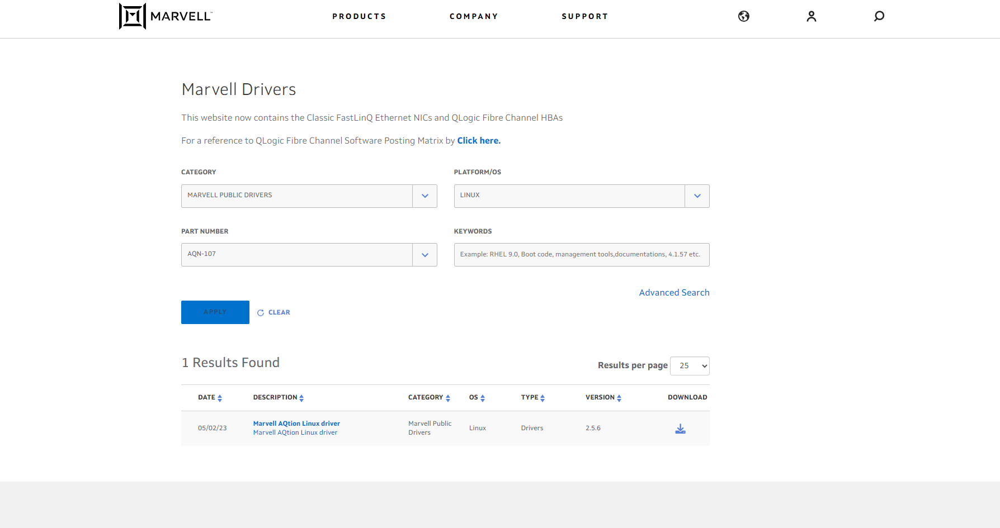 MARVELL™
PRODUCTS
COMPANY
SUPPORT
Marvell Drivers
This website now contains the Classic FastLinQ Ethernet NICs and QLogic Fibre Channel HBAs
For a reference to QLogic Fibre Channel Software Posting Matrix by Click here.
CATEGORY
PLATFORM/OS
MARVELL PUBLIC DRIVERS
LINUX
PART NUMBER
KEYWORDS
AQN-107
Example: RHEL 9.0, Boot code, management tools,documentations, 4.1.57 etc.
Advanced Search
APPLY
CLEAR
1 Results Found
Results per page 25
DATE DESCRIPTION CATEGORY OS TYPE VERSION DOWNLOAD
05/02/23
Marvell AQtion Linux driver
Marvell AQtion Linux driver
Marvell Public
Drivers
Linux
Drivers
2.5.6